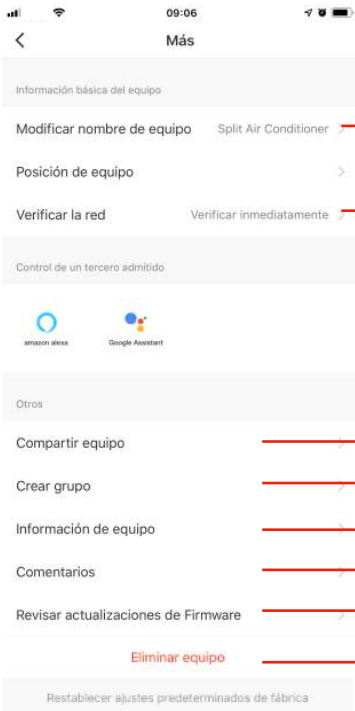 09:06
Más
Información básica del equipo
Modificar nombre de equipo Split Air Conditioner
Posición de equipo
Verificar la red Verificar inmediatamente
Control de un tercero admitido
amazon alexa Google Assistant
Otros
Compartir equipo
Crear grupo
Información de equipo
Comentarios
Revisar actualizaciones de Firmware
Eliminar equipo
Restablecer ajustes predeterminados de fábrica